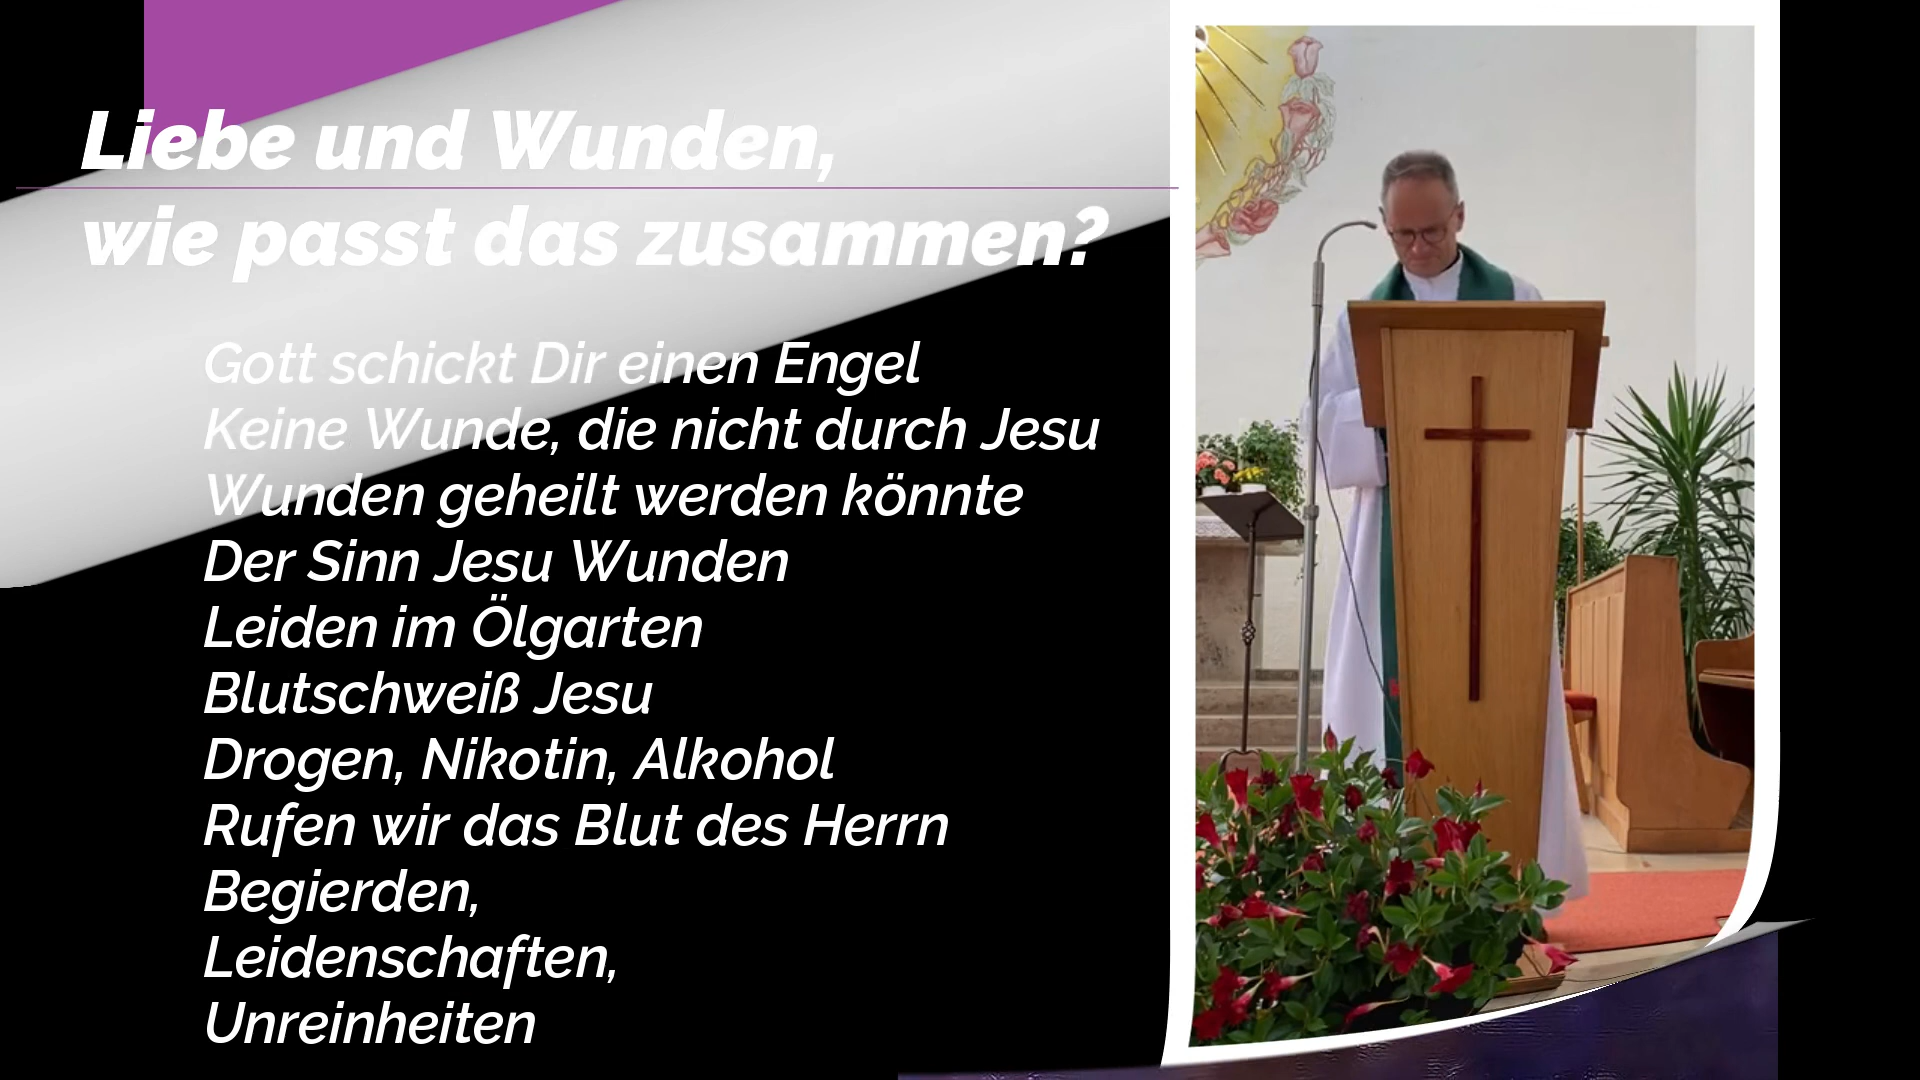 Liebe und Wunden,
wie passt das zusammen?
Gott schickt Dir einen Engel
Keine Wunde, die nicht durch Jesu
Wunden geheilt werden könnte
Der Sinn Jesu Wunden
Leiden im Ölgarten
Blutschweiß Jesu
Drogen, Nikotin, Alkohol
Rufen wir das Blut des Herrn
Begierden,
Leidenschaften,
Unreinheiten